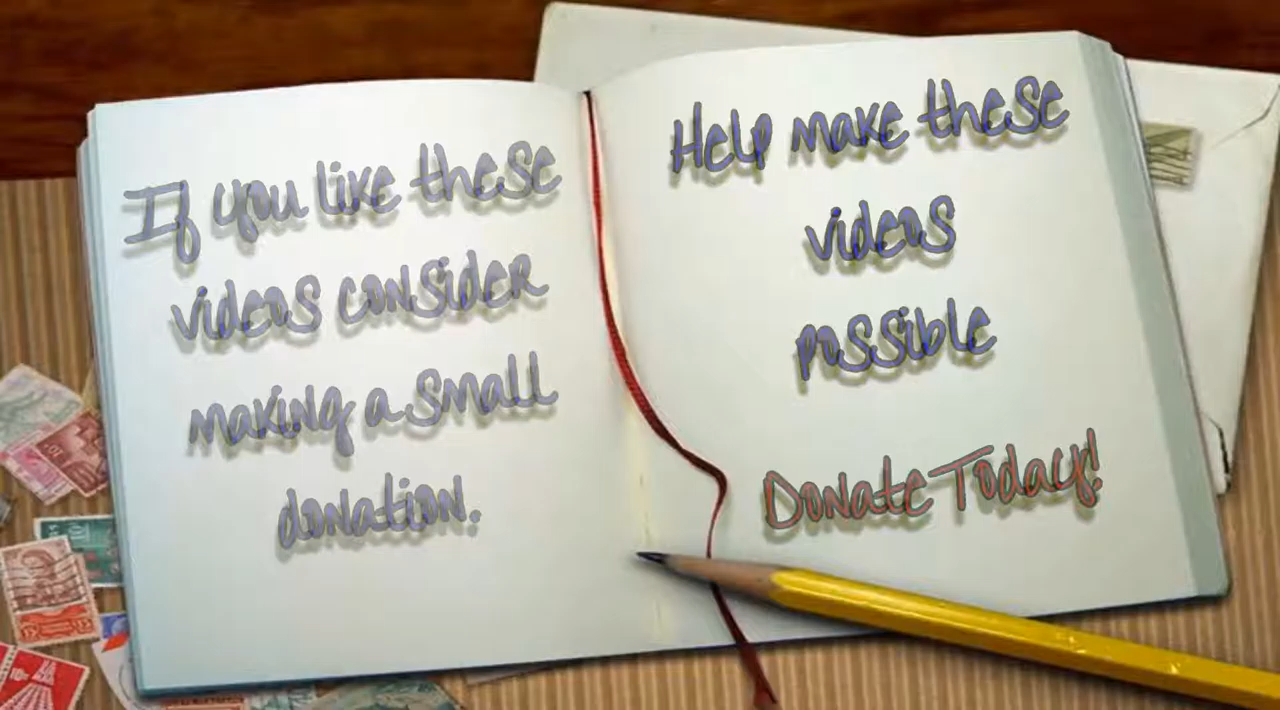 If you like these
videos consider
making a small
donation.
Help make these
videos
possible
Donate Today!